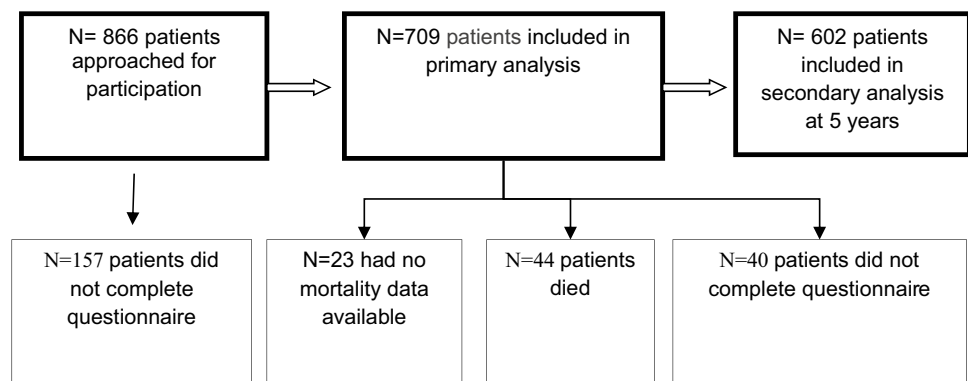 N= 866 patients
approached for
participation
N=709 patients included in
primary analysis
N= 602 patients
included in
secondary analysis
at 5 years
N=157 patients did
not complete
questionnaire
N=23 had no
mortality data
available
N=44 patients
died
N=40 patients did not
complete questionnaire